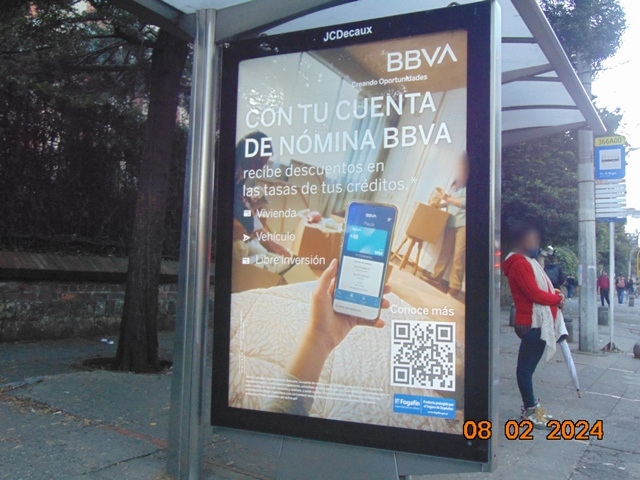 JCDecaux
BBVA
Creando Oportunidades
CON TU CUENTA
DE NÓMINA BBVA
recibe descuentos en
las tasas de tus créditos.*
Vivienda
Vehículo
Libre Inversión
BBVA
Conoce más
Fogafín
08 02 2024